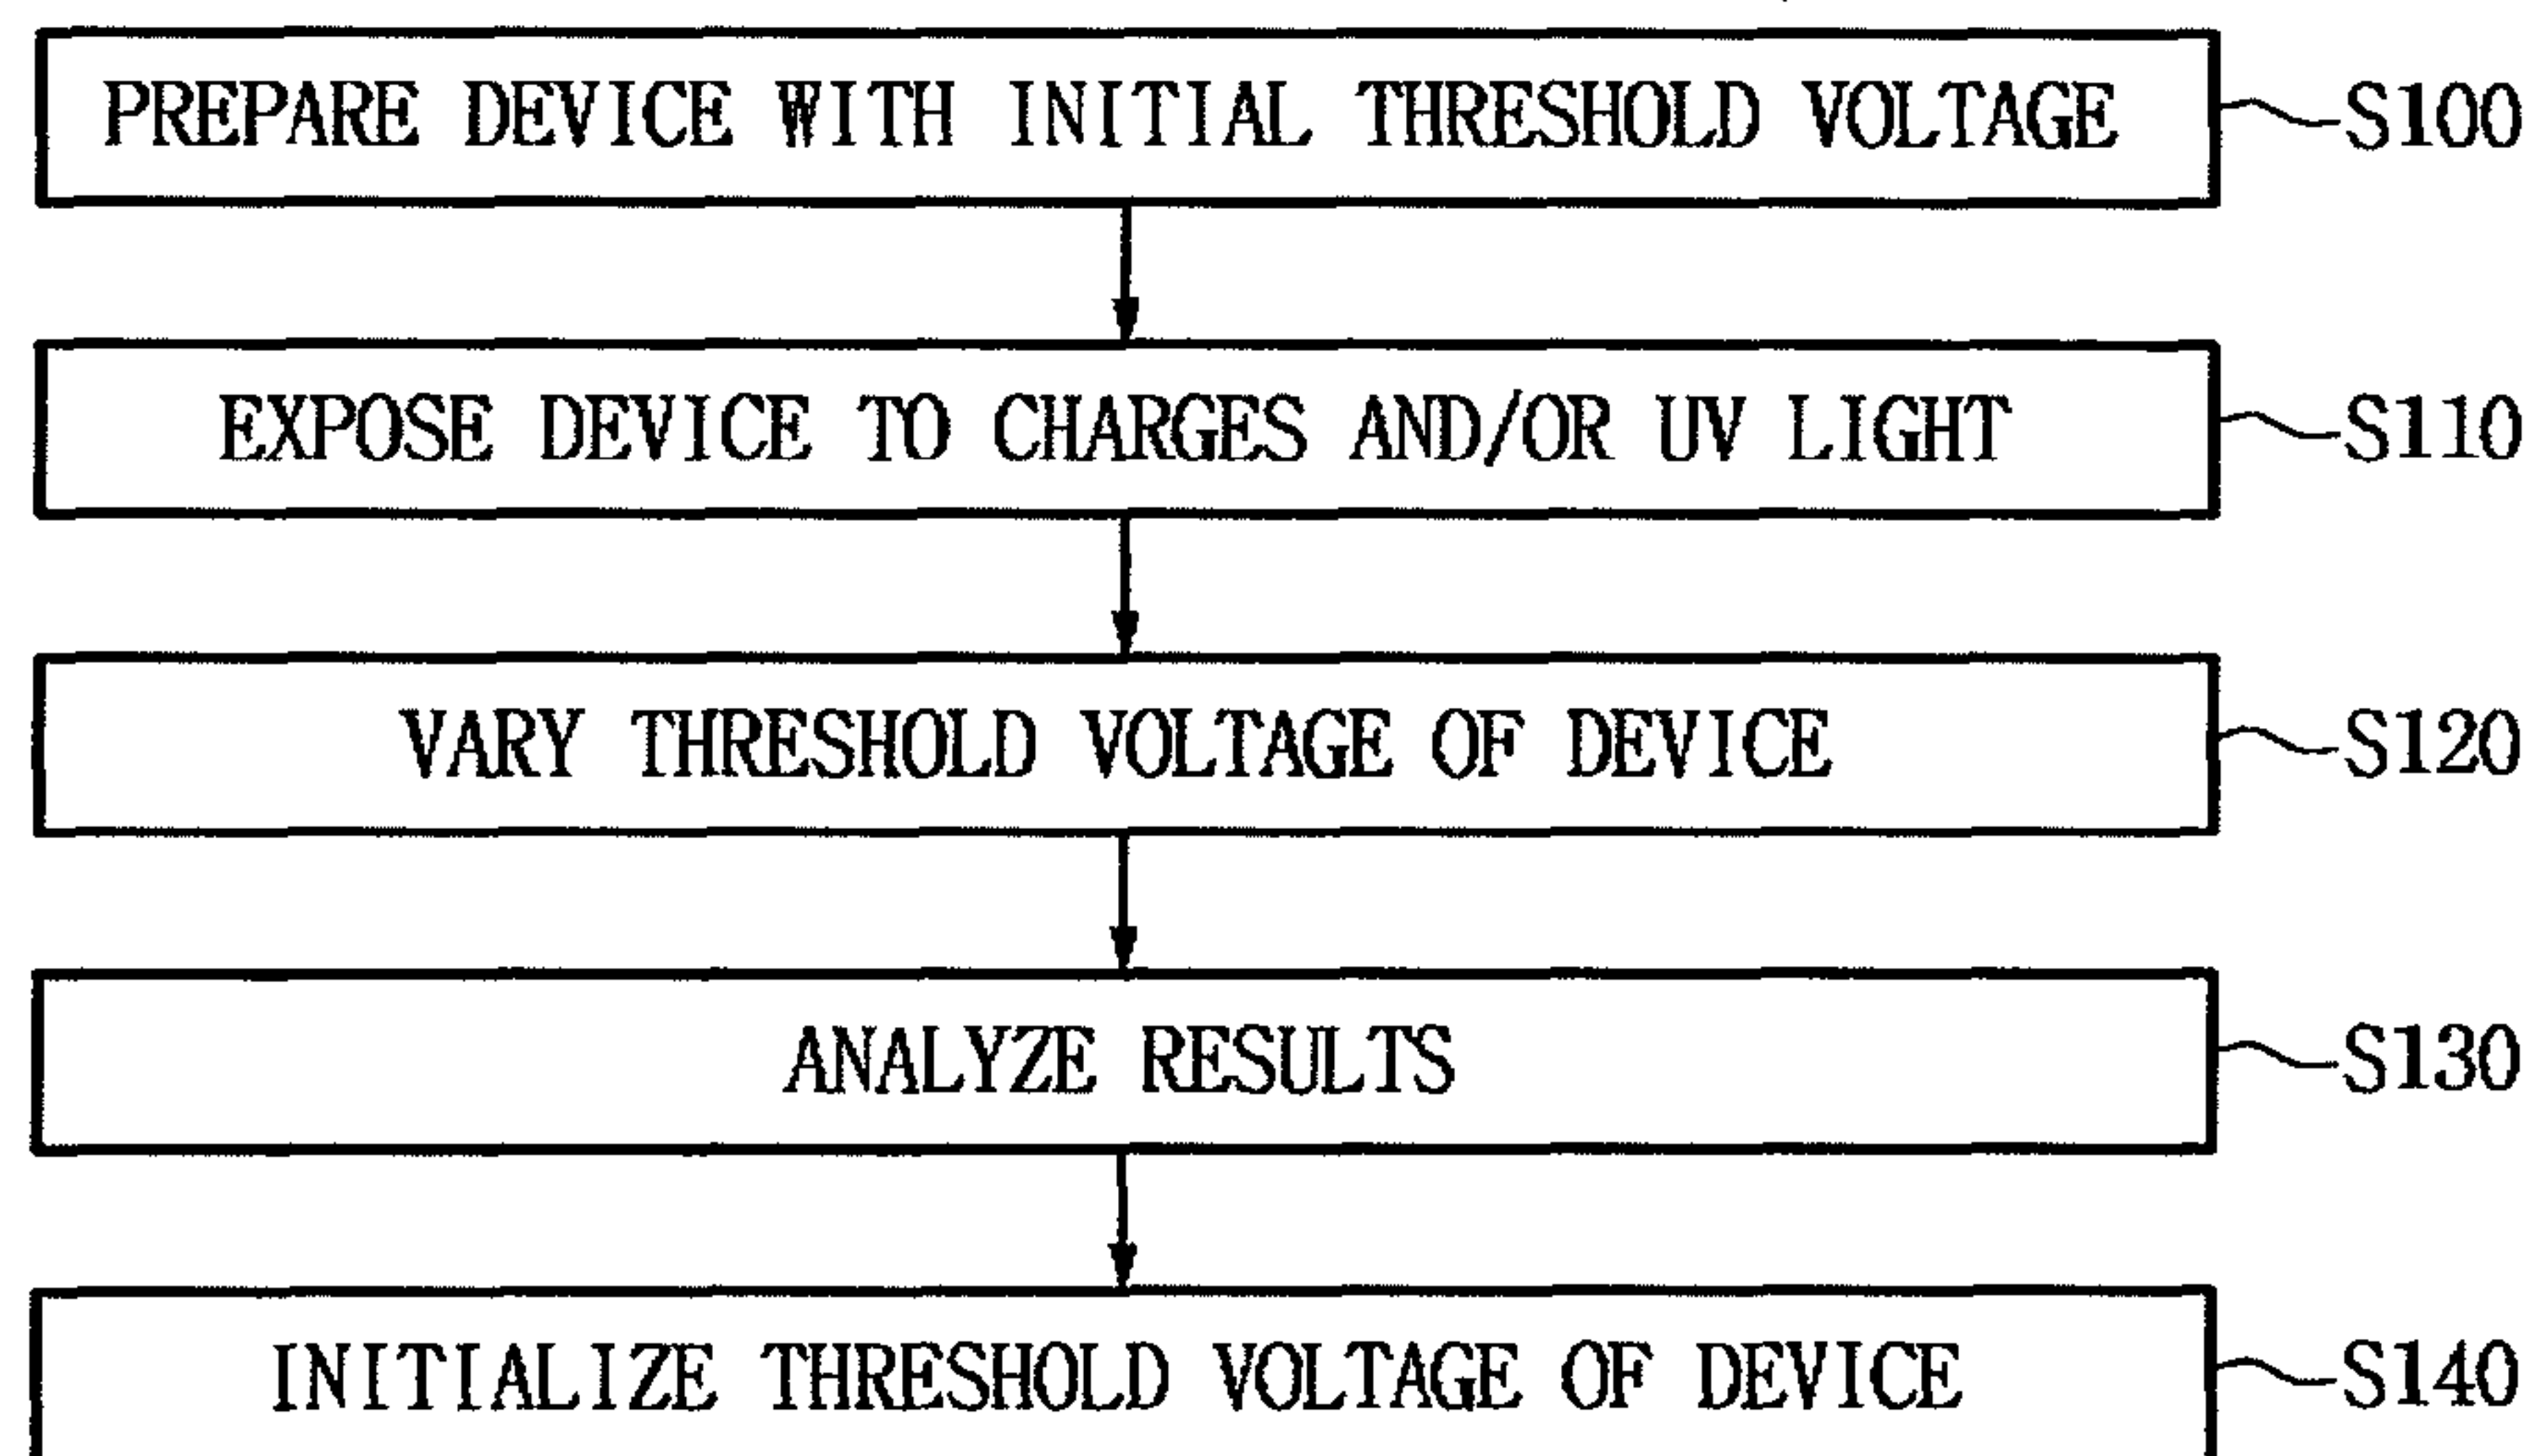 PREPARE DEVICE WITH INITIAL THRESHOLD VOLTAGE S100
EXPOSE DEVICE TO CHARGES AND/OR UV LIGHT S110
VARY THRESHOLD VOLTAGE OF DEVICE S120
ANALYZE RESULTS S130
INITIALIZE THRESHOLD VOLTAGE OF DEVICE S140